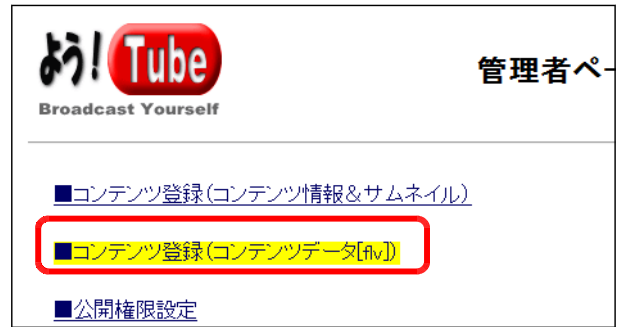 よう! Tube
Broadcast Yourself
管理者ペー
■コンテンツ登録(コンテンツ情報&サムネイル)
■コンテンツ登録(コンテンツデータ[flv])
■公開権限設定